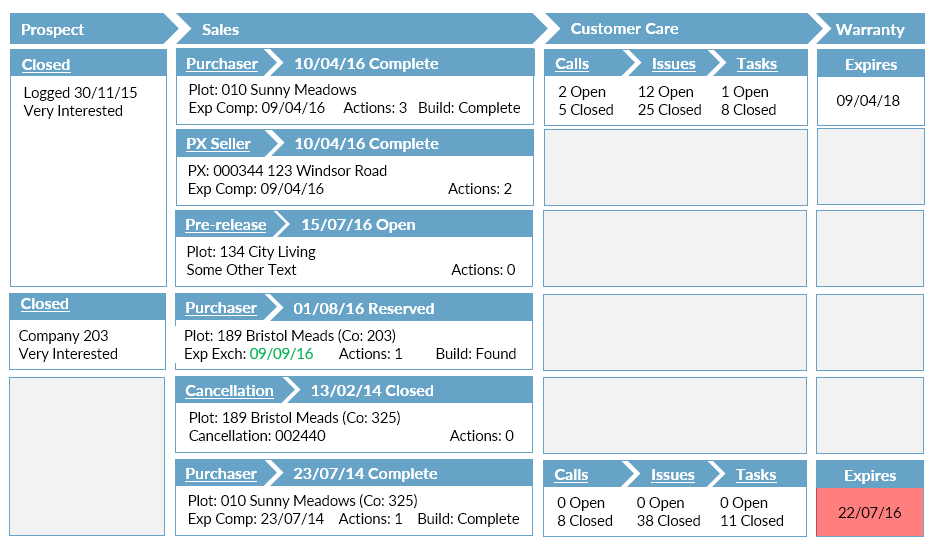 Prospect
Sales
Customer Care
Warranty
Closed
Logged 30/11/15
Very Interested
Purchaser 10/04/16 Complete
Plot: 010 Sunny Meadows
Exp Comp: 09/04/16 Actions: 3 Build: Complete
Calls Issues Tasks
2 Open 12 Open 1 Open
5 Closed 25 Closed 8 Closed
Expires
09/04/18
PX Seller 10/04/16 Complete
PX: 000344 123 Windsor Road
Exp Comp: 09/04/16 Actions: 2
Pre-release 15/07/16 Open
Plot: 134 City Living
Some Other Text Actions: 0
Closed
Company 203
Very Interested
Purchaser 01/08/16 Reserved
Plot: 189 Bristol Meads (Co: 203)
Exp Exch: 09/09/16 Actions: 1 Build: Found
Cancellation 13/02/14 Closed
Plot: 189 Bristol Meads (Co: 325)
Cancellation: 002440 Actions: 0
Purchaser 23/07/14 Complete
Plot: 010 Sunny Meadows (Co: 325)
Exp Comp: 23/07/14 Actions: 1 Build: Complete
Calls Issues Tasks
0 Open 0 Open 0 Open
8 Closed 38 Closed 11 Closed
Expires
22/07/16